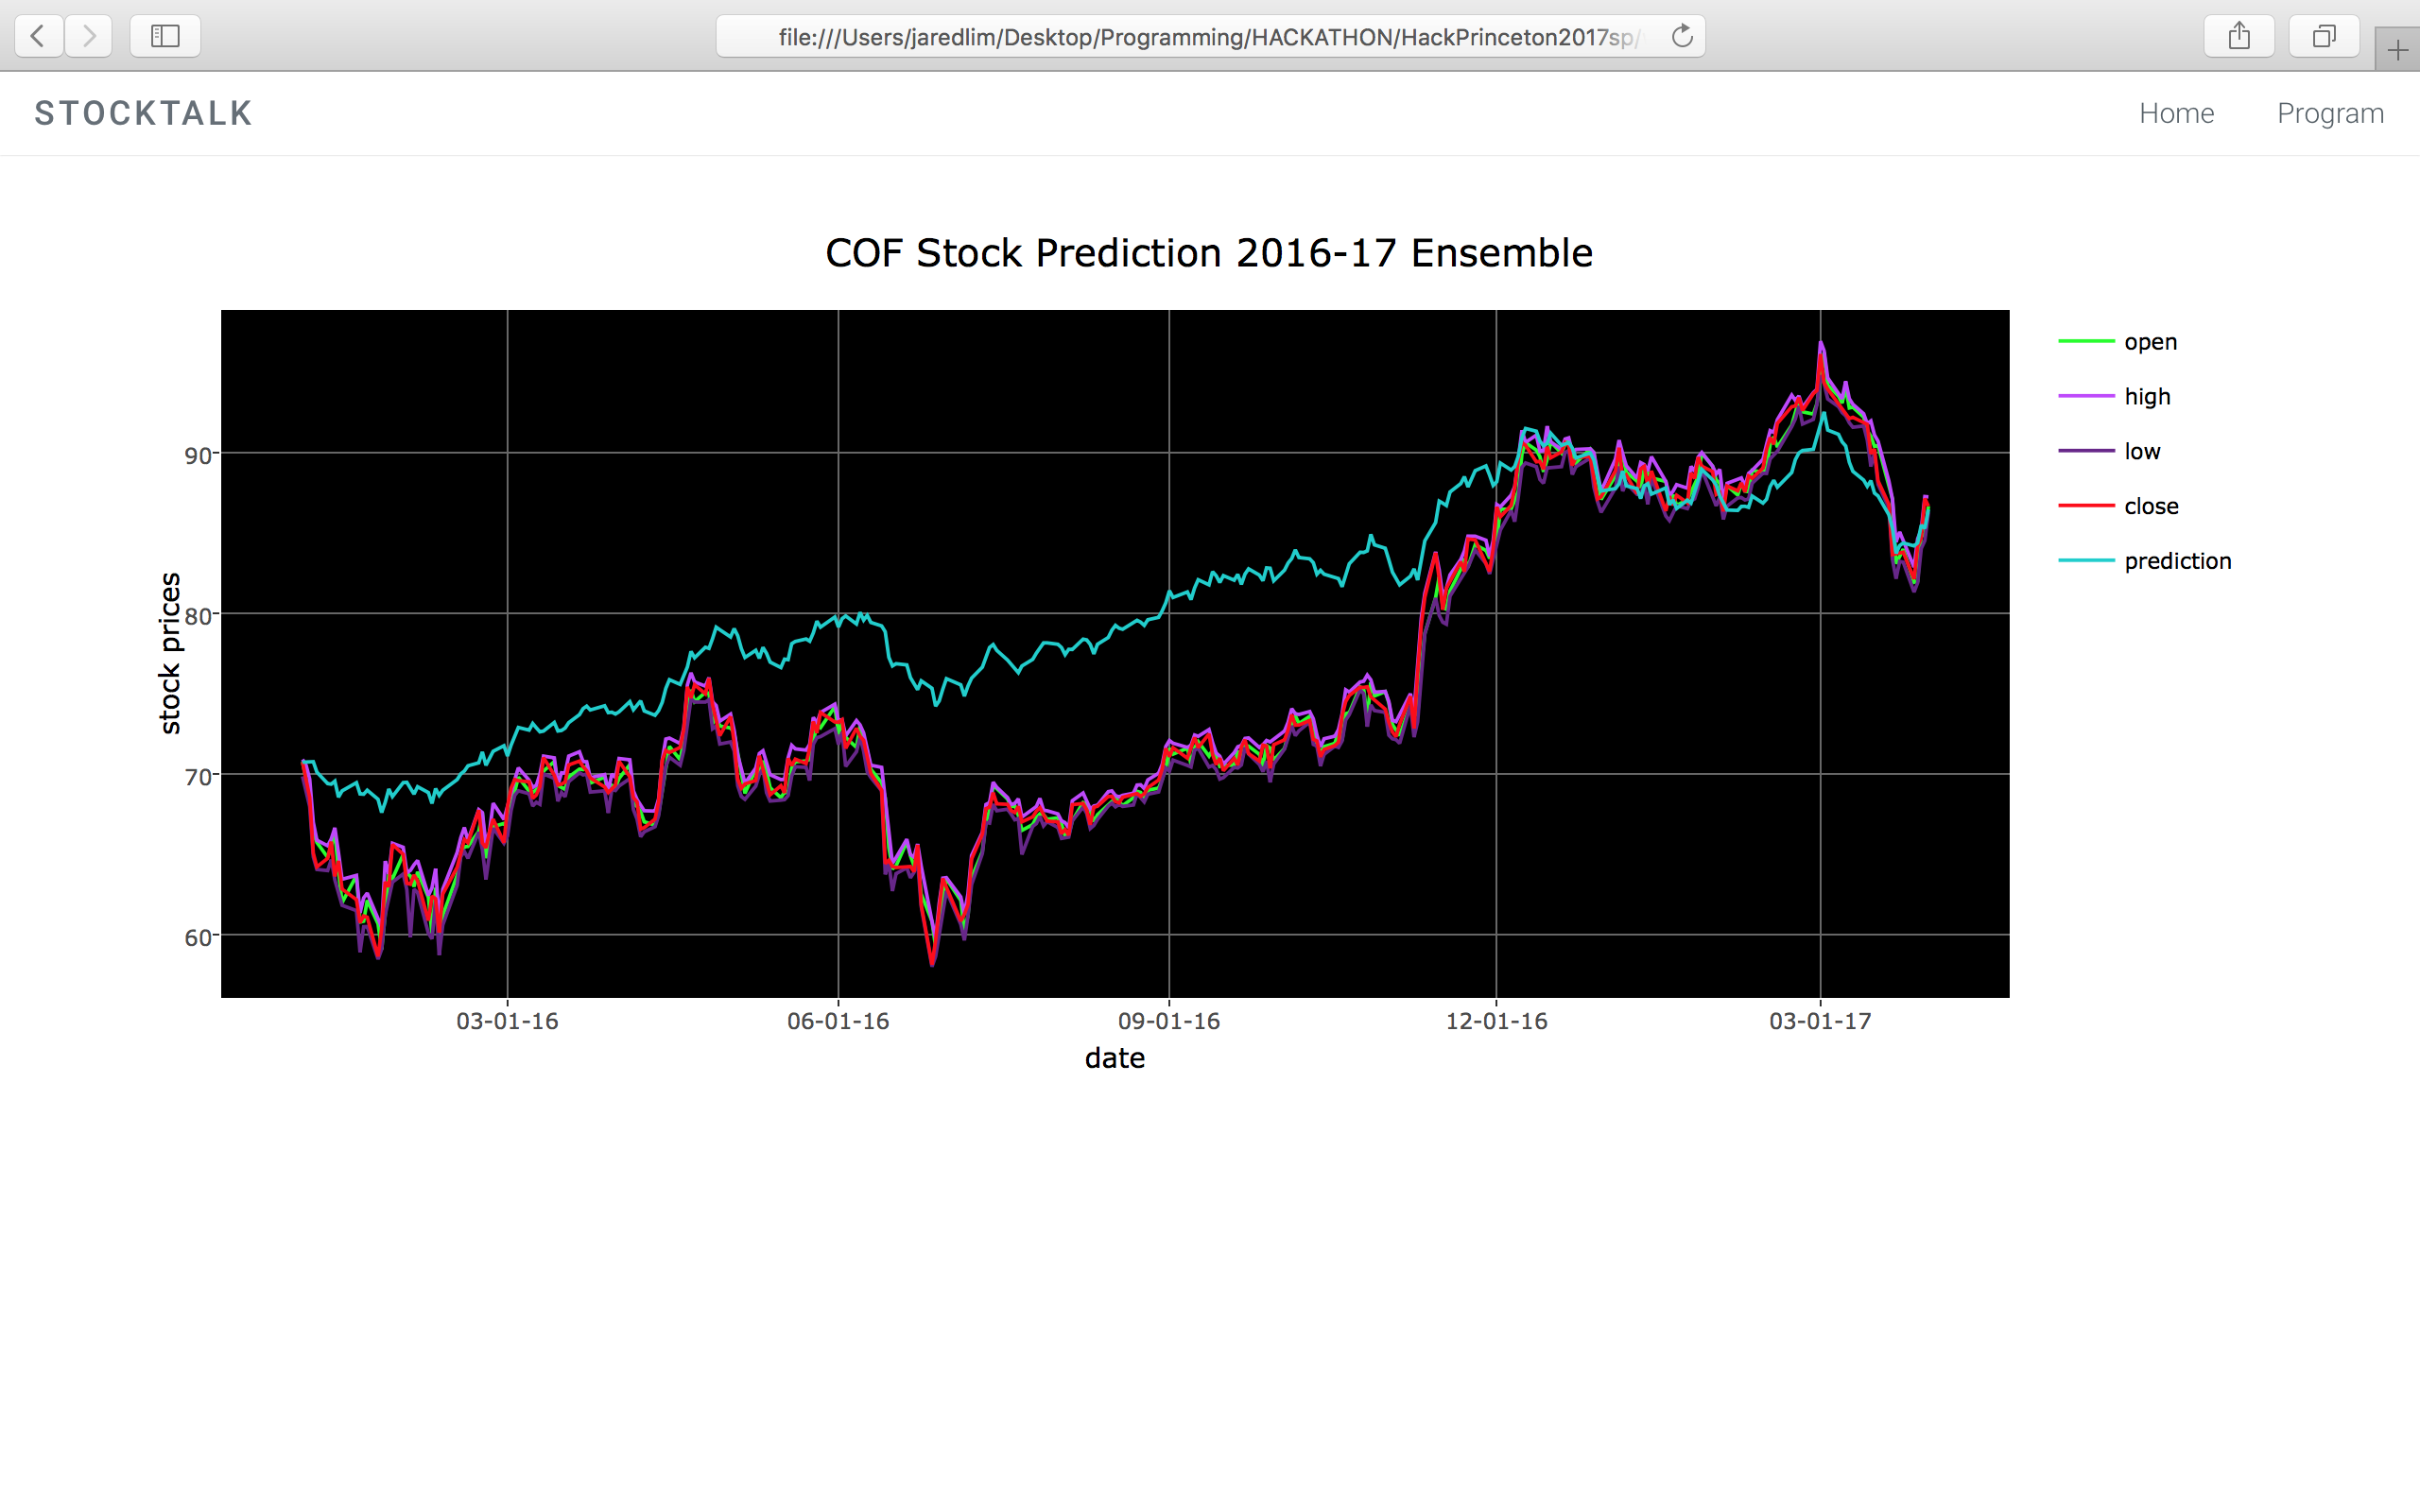 file:///Users/jaredlim/Desktop/Programming/HACKATHON/HackPrinceton2017sp/
STOCKTALK
Home
Program
COF Stock Prediction 2016-17 Ensemble
open
high
low
close
prediction
stock prices
90
80
70
60
03-01-16
06-01-16
09-01-16
12-01-16
03-01-17
date